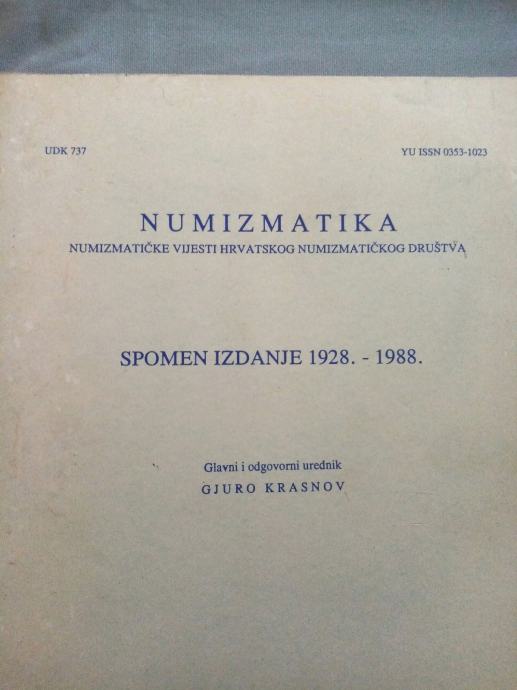 UDK 737
YU ISSN 0353-1023
NUMIZMATIKA
NUMIZMATIČKE VIJESTI HRVATSKOG NUMIZMATIČKOG DRUŠTVA
SPOMEN IZDANJE 1928. - 1988.
Glavni i odgovorni urednik
GJURO KRASNOV